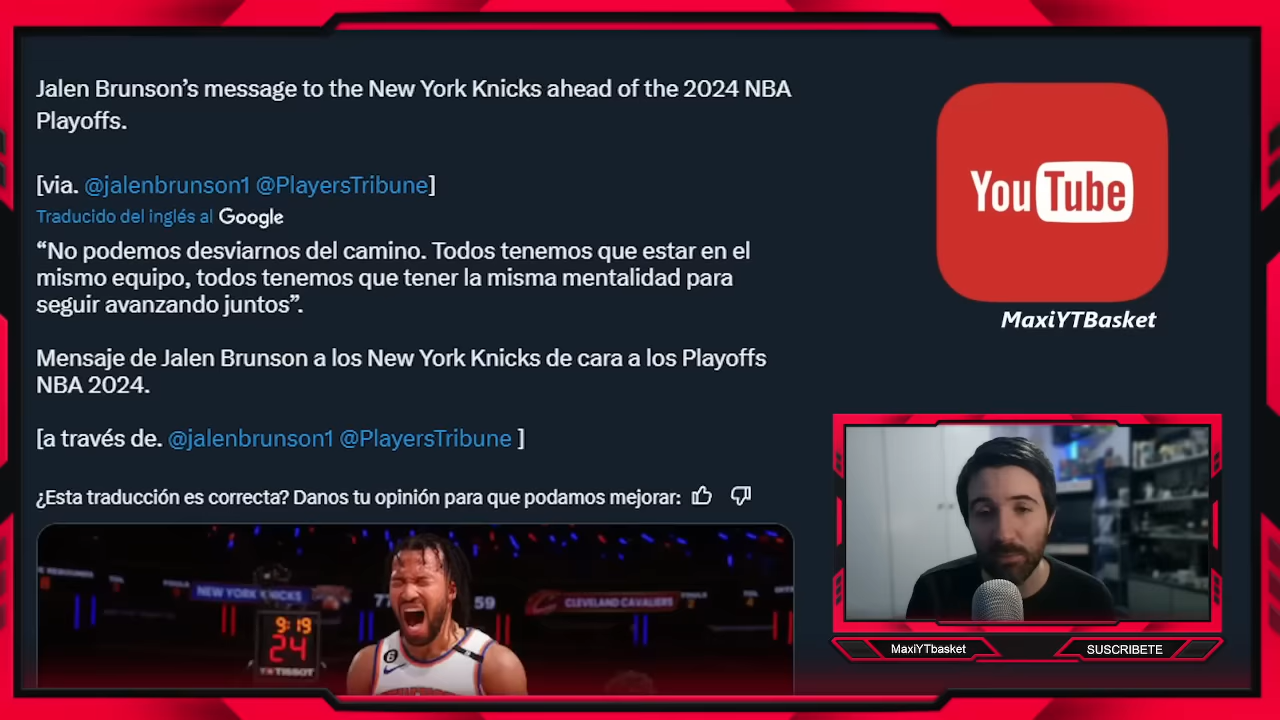 Jalen Brunson’s message to the New York Knicks ahead of the 2024 NBA
Playoffs.
[via. @jalenbrunson1 @PlayersTribune]
Traducido del inglés al Google
“No podemos desviarnos del camino. Todos tenemos que estar en el
mismo equipo, todos tenemos que tener la misma mentalidad para
seguir avanzando juntos”.
Mensaje de Jalen Brunson a los New York Knicks de cara a los Playoffs
NBA 2024.
[a través de. @jalenbrunson1 @PlayersTribune ]
¿Esta traducción es correcta? Danos tu opinión para que podamos mejorar:
NEW YORK KNICKS
59
CLEVELAND CAVALIERS
9:19
24
TISSOT
6
YouTube
MaxiYTBasket
MaxiYTbasket
SUSCRIBETE